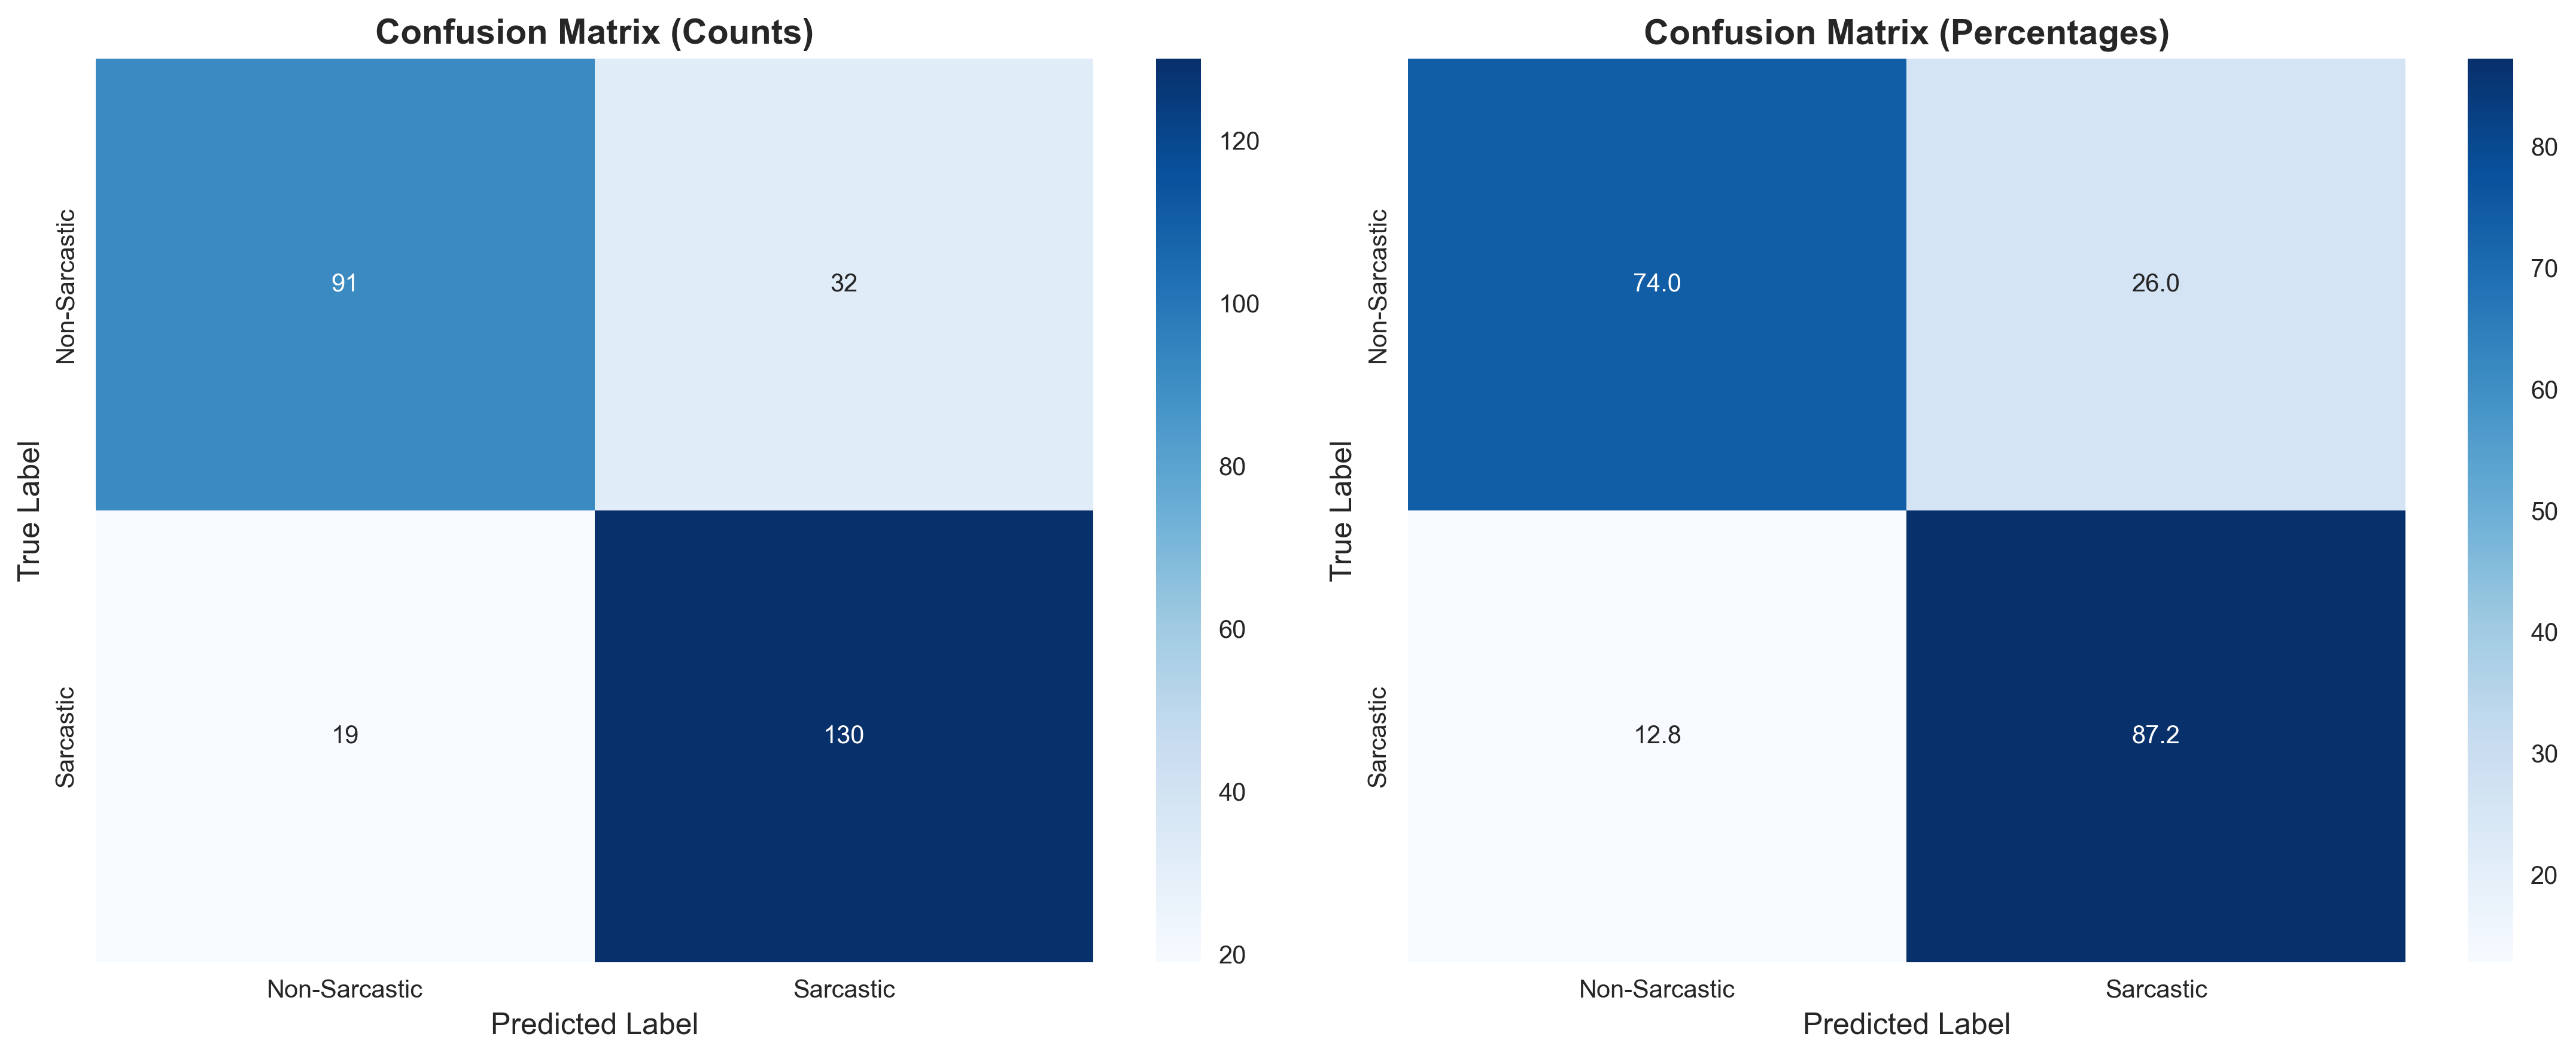 Confusion Matrix (Counts)
True Label
Non-Sarcastic
Sarcastic
91
32
19
130
Non-Sarcastic
Sarcastic
Predicted Label
120
100
80
60
40
20
Confusion Matrix (Percentages)
True Label
Non-Sarcastic
Sarcastic
74.0
26.0
12.8
87.2
Non-Sarcastic
Sarcastic
Predicted Label
80
70
60
50
40
30
20